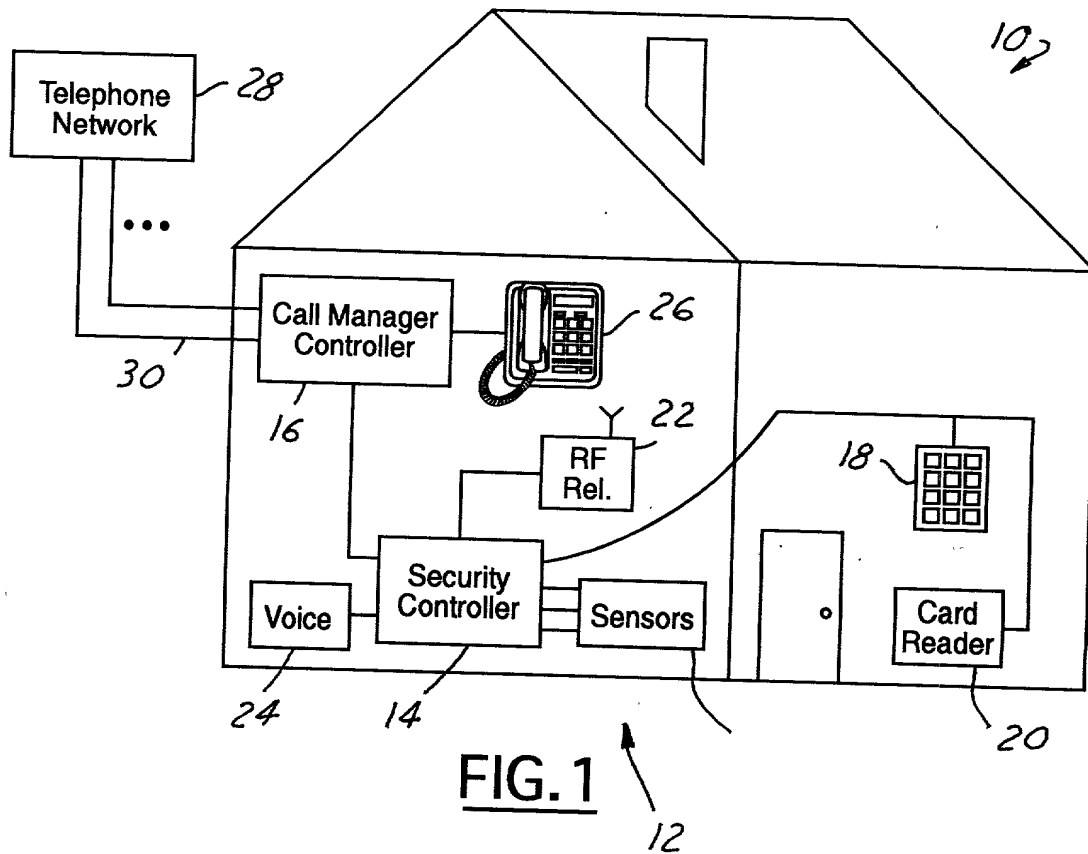 10
Telephone
Network
28
Call Manager
Controller
26
30
16
22
RF
Rel.
18
Security
Controller
Voice
Sensors
Card
Reader
24
14
20
FIG. 1
12